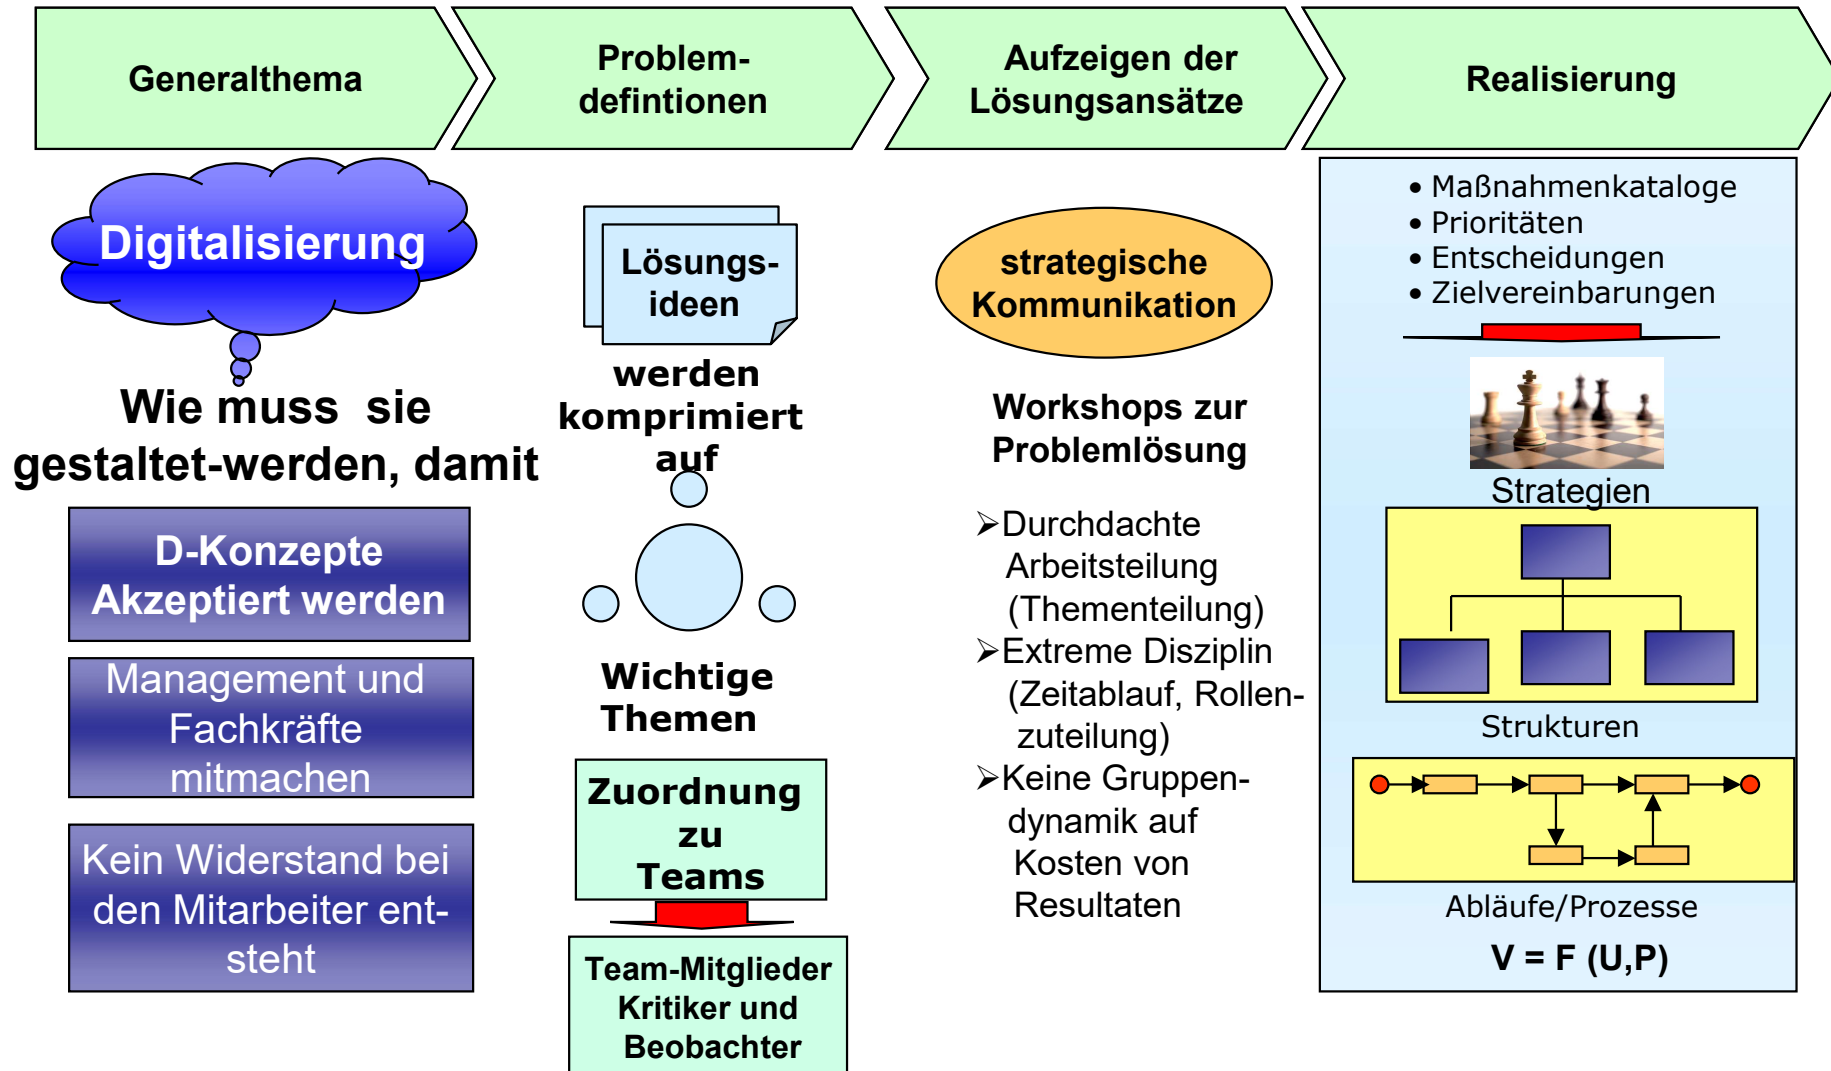 Generalthema
Problem-
defintionen
Aufzeigen der
Lösungsansätze
Realisierung
Digitalisierung
Wie muss  sie
gestaltet-werden, damit
D-Konzepte
Akzeptiert werden
Management und
Fachkräfte
mitmachen
Kein Widerstand bei
den Mitarbeiter ent-
steht
Lösungs-
ideen
werden
komprimiert
auf
Wichtige
Themen
Zuordnung
zu
Teams
Team-Mitglieder
Kritiker und
Beobachter
strategische
Kommunikation
Workshops zur
Problemlösung
➢Durchdachte
Arbeitsteilung
(Thementeilung)
➢Extreme Disziplin
(Zeitablauf, Rollen-
zuteilung)
➢Keine Gruppen-
dynamik auf
Kosten von
Resultaten
• Maßnahmenkataloge
• Prioritäten
• Entscheidungen
• Zielvereinbarungen
Strategien
Strukturen
Abläufe/Prozesse
V = F (U,P)